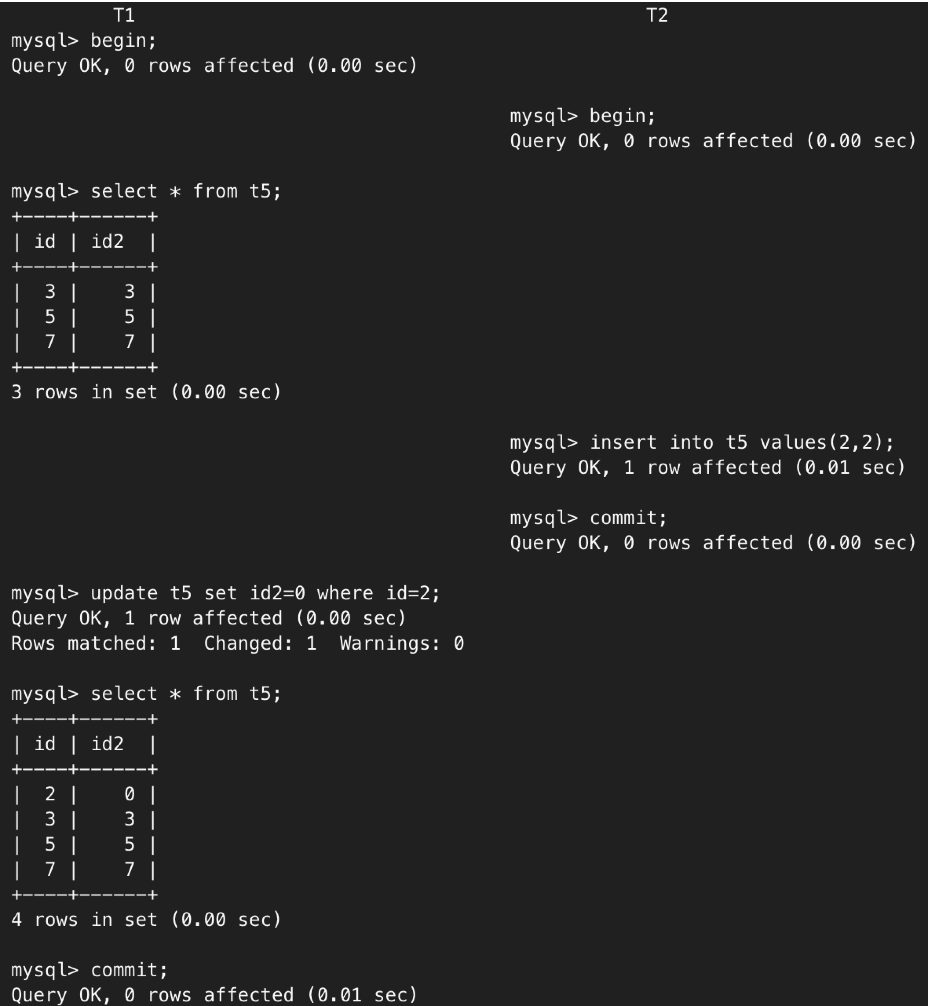 T1 T2
mysql> begin;
Query OK, 0 rows affected (0.00 sec)
mysql> begin;
Query OK, 0 rows affected (0.00 sec)
mysql> select * from t5;
+----+------+
| id | id2  |
+----+------+
|  3 |    3 |
|  5 |    5 |
|  7 |    7 |
+----+------+
3 rows in set (0.00 sec)
mysql> insert into t5 values(2,2);
Query OK, 1 row affected (0.01 sec)
mysql> commit;
Query OK, 0 rows affected (0.00 sec)
mysql> update t5 set id2=0 where id=2;
Query OK, 1 row affected (0.00 sec)
Rows matched: 1  Changed: 1  Warnings: 0
mysql> select * from t5;
+----+------+
| id | id2  |
+----+------+
|  2 |    0 |
|  3 |    3 |
|  5 |    5 |
|  7 |    7 |
+----+------+
4 rows in set (0.00 sec)
mysql> commit;
Query OK, 0 rows affected (0.01 sec)